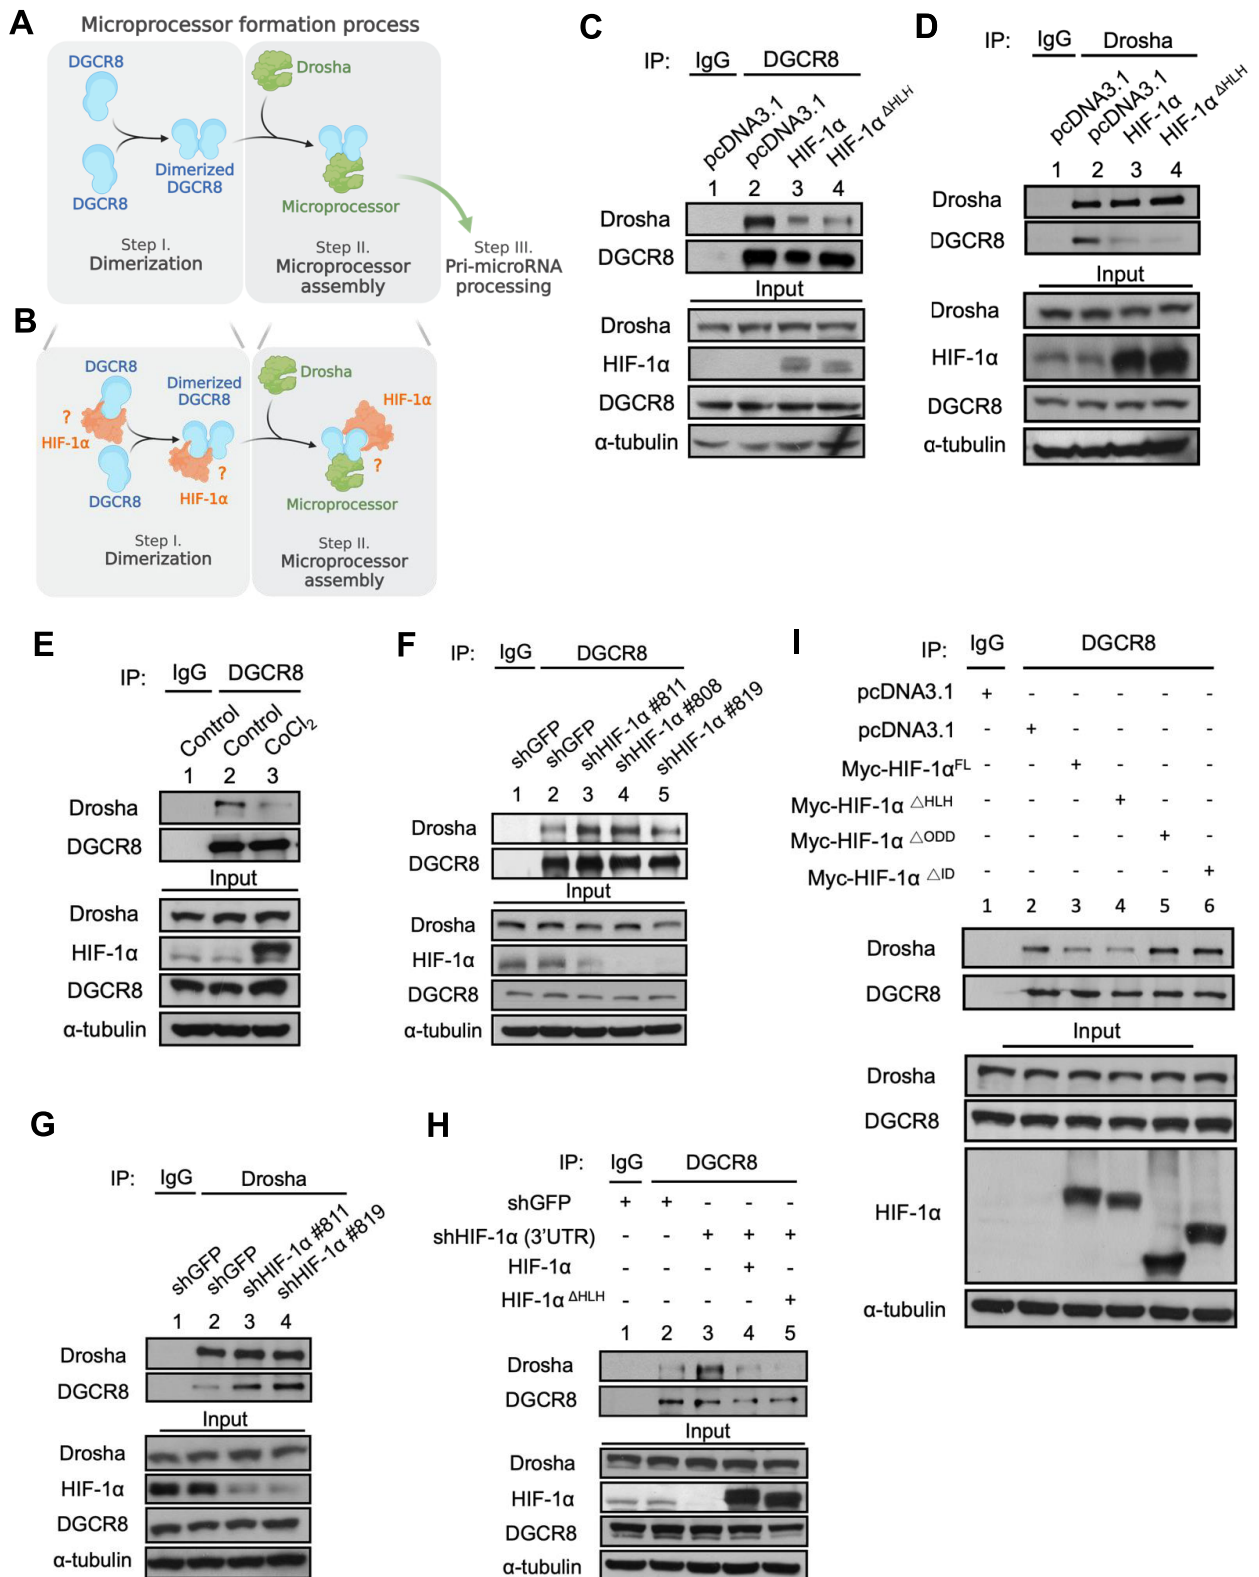 A
Microprocessor formation process
DGCR8
Drosha
Dimerized
DGCR8
DGCR8
Microprocessor
Step I.
Dimerization
Step II.
Microprocessor
assembly
Step III.
Pri-microRNA
processing
B
DGCR8
Dimerized
DGCR8
Drosha
HIF-1α
?
HIF-1α
?
HIF-1α
?
DGCR8
Microprocessor
Step I.
Dimerization
Step II.
Microprocessor
assembly
C
IP: IgG DGCR8
pcDNA3.1 pcDNA3.1 HIF-1α HIF-1α ΔHLH
1 2 3 4
Drosha
DGCR8
Input
Drosha
HIF-1α
DGCR8
α-tubulin
D
IP: IgG Drosha
pcDNA3.1 pcDNA3.1 HIF-1α HIF-1α ΔHLH
1 2 3 4
Drosha
DGCR8
Input
Drosha
HIF-1α
DGCR8
α-tubulin
E
IP: IgG DGCR8
Control Control CoCl2
1 2 3
Drosha
DGCR8
Input
Drosha
HIF-1α
DGCR8
α-tubulin
F
IP: IgG DGCR8
shGFP shGFP shHIF-1α #811 shHIF-1α #808 shHIF-1α #819
1 2 3 4 5
Drosha
DGCR8
Input
Drosha
HIF-1α
DGCR8
α-tubulin
G
IP: IgG Drosha
shGFP shGFP shHIF-1α #811 shHIF-1α #819
1 2 3 4
Drosha
DGCR8
Input
Drosha
HIF-1α
DGCR8
α-tubulin
H
IP: IgG DGCR8
shGFP + + - - -
shHIF-1α (3'UTR) - - + + +
HIF-1α - - - + -
HIF-1α ΔHLH - - - - +
1 2 3 4 5
Drosha
DGCR8
Input
Drosha
HIF-1α
DGCR8
α-tubulin
I
IP: IgG DGCR8
pcDNA3.1 + - - - - -
pcDNA3.1 - + - - - -
Myc-HIF-1αFL - - + - - -
Myc-HIF-1α △HLH - - - + - -
Myc-HIF-1α △ODD - - - - + -
Myc-HIF-1α △ID - - - - - +
1 2 3 4 5 6
Drosha
DGCR8
Input
Drosha
DGCR8
HIF-1α
α-tubulin